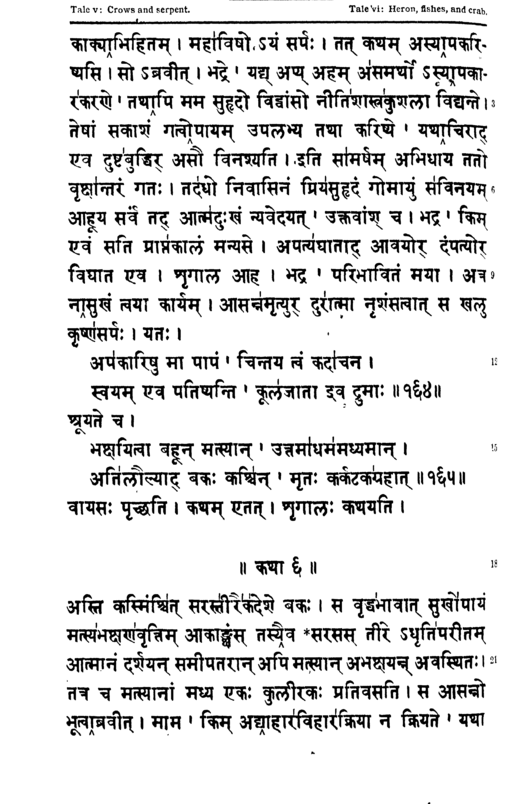 Tale v: Crows and serpent. Tale vi: Heron, fishes, and crab.
काक्याभिहितम् । महाविषो ऽयं सर्पः । तत् कथम् अस्यापकरि-
ष्यसि । सो ऽब्रवीत् । भद्रे ' यद्य् अप्य् अहम् असमर्थो ऽस्यापका-
रकरणे ' तथापि मम सुहृदो विद्वांसो नीतिशास्त्रकुशला विद्यन्ते । 3
तेषां सकाशं गत्वोपायम् उपलभ्य तथा करिष्ये ' यथाचिराद्
एव दुष्टबुद्धिर् असौ विनश्यति । इति सामर्षम् अभिधाय ततो
वृक्षान्तरं गतः । तदधो निवासिनं प्रियसुहृदं गोमायुं सविनयम् 6
आहूय सर्वं तद् आत्मदुःखं न्यवेदयत् ' उक्तवांश् च । भद्र ' किम्
एवं सति प्राप्तकालं मन्यसे । अपत्यघाताद् आवयोर् दंपत्योर्
विघात एव । शृगाल आह । भद्र ' परिभावितं मया । अत्र 9
नासुखं त्वया कार्यम् । आसन्नमृत्युर् दुरात्मा नृशंसत्वात् स खलु
कृष्णसर्पः । यतः ।
अपकारिषु मा पापं ' चिन्तय त्वं कदाचन । 12
स्वयम् एव पतिष्यन्ति ' कूलजाता इव द्रुमाः ॥ १६४ ॥
श्रूयते च ।
भक्षयित्वा बहून् मत्स्यान् ' उत्तमाधममध्यमान् । 15
अतिलौल्याद् बकः कश्चिन् ' मृतः कर्कटकग्रहात् ॥ १६५ ॥
वायसः पृच्छति । कथम् एतत् । शृगालः कथयति ।
॥ कथा ६ ॥ 18
अस्ति कस्मिंश्चित् सरस्तीरैकदेशे बकः । स वृद्धभावात् सुखोपायं
मत्स्यभक्षणवृत्तिम् आकाङ्क्षंस् तस्यैव *सरसस् तीरे ऽधृतिपरीतम्
आत्मानं दर्शयन् समीपतरान् अपि मत्स्यान् अभक्षयन्न् अवस्थितः । 21
तत्र च मत्स्यानां मध्य एकः कुलीरकः प्रतिवसति । स आसन्नो
भूत्वाब्रवीत् । माम ' किम् अद्याहारविहारक्रिया न क्रियते ' यथा